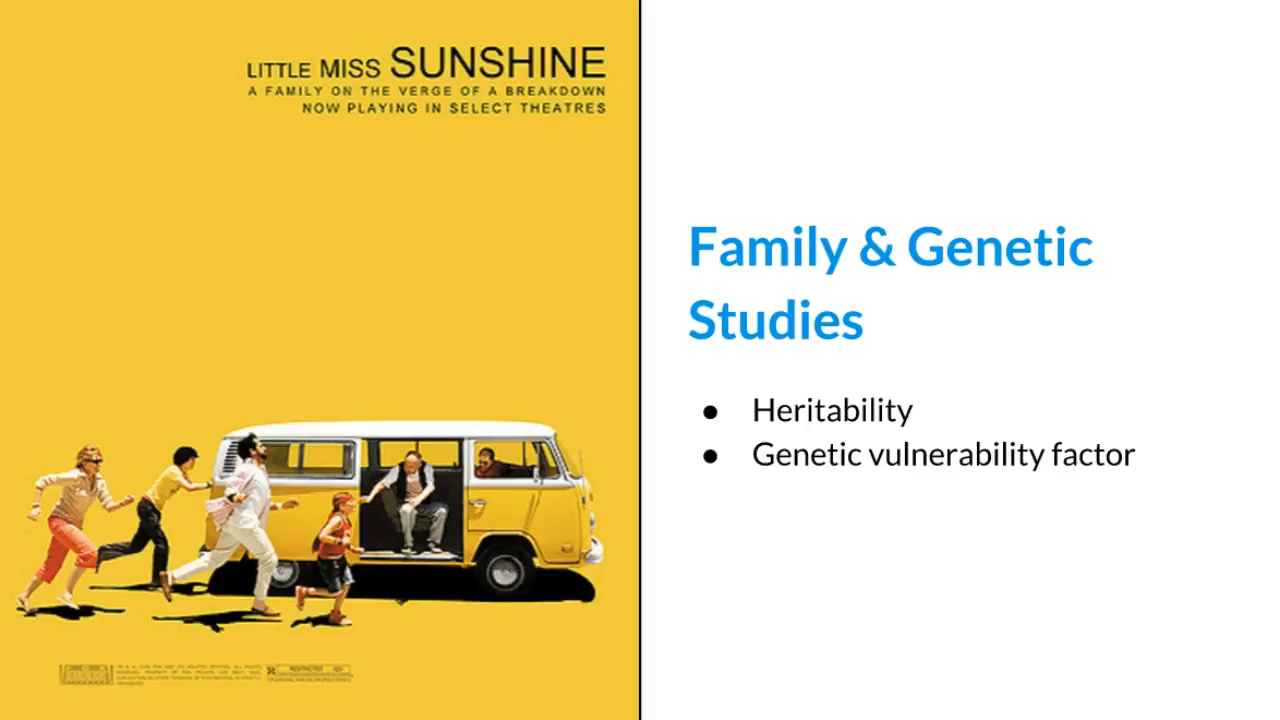 LITTLE MISS SUNSHINE
A FAMILY ON THE VERGE OF A BREAKDOWN
NOW PLAYING IN SELECT THEATRES
Family & Genetic
Studies
● Heritability
● Genetic vulnerability factor
R RESTRICTED